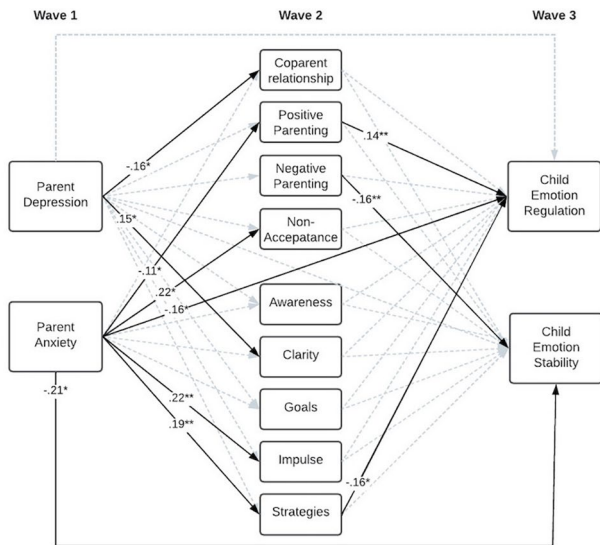 Wave 1
Wave 2
Wave 3
Coparent
relationship
Positive
Parenting
.14**
Negative
Parenting
-.16*
-.16**
Parent
Depression
Child
Emotion
Regulation
.15*
Non-
Accepatance
-.11*
.22*
-.16*
Awareness
Parent
Anxiety
Child
Emotion
Stability
Clarity
-.21*
.22**
Goals
.19**
Impulse
-.16*
Strategies